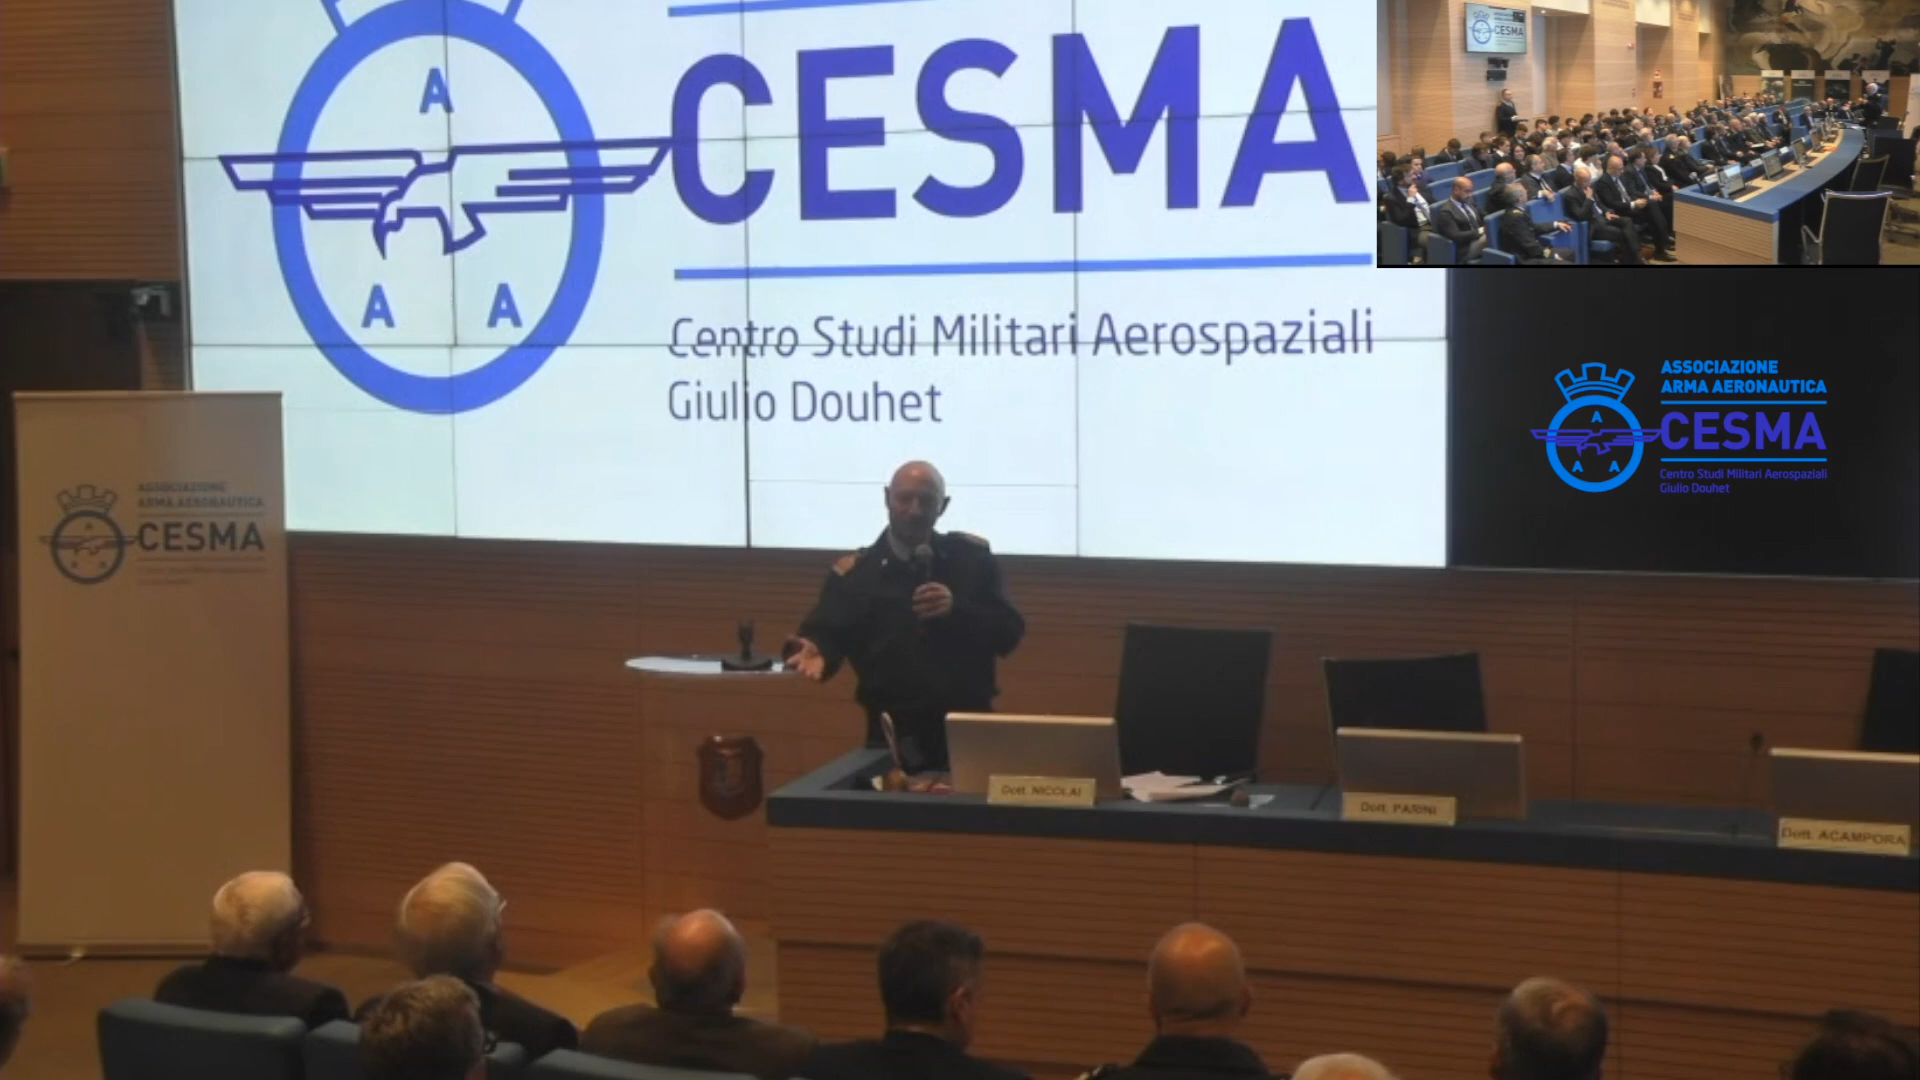 A
A
A
CESMA
Centro Studi Militari Aerospaziali
Giulio Douhet
CESMA
ASSOCIAZIONE
ARMA AERONAUTICA
A
A
A
CESMA
Centro Studi Militari Aerospaziali
Giulio Douhet
ASSOCIAZIONE
ARMA AERONAUTICA
A
A
A
CESMA
Dott. NICOLAI
Dott. PARINI
Dott. ACAMPORA